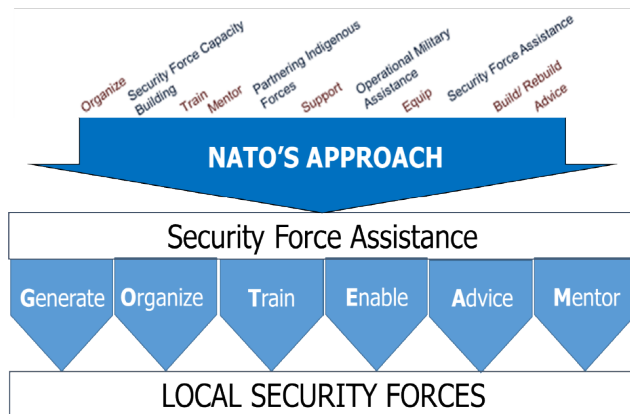 Organize
Security Force Capacity
Building
Train
Mentor
Partnering Indigenous
Forces
Support
Operational Military
Assistance
Equip
Security Force Assistance
Build/ Rebuild
Advice
NATO’S APPROACH
Security Force Assistance
Generate
Organize
Train
Enable
Advice
Mentor
LOCAL SECURITY FORCES